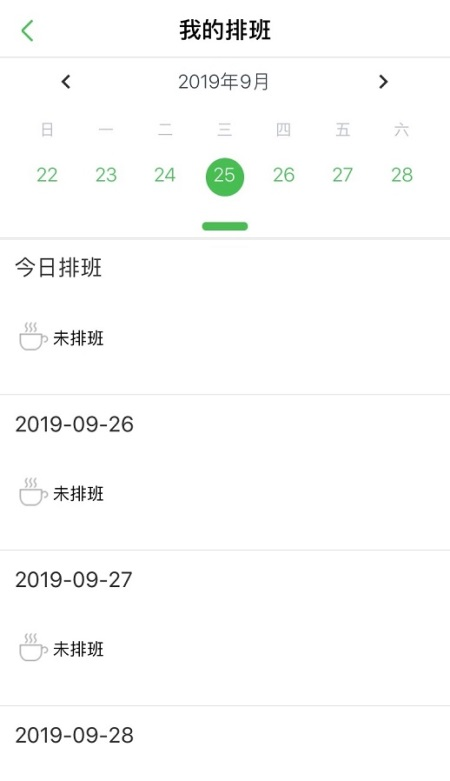 我的排班
2019年9月
日 一 二 三 四 五 六
22 23 24 25 26 27 28
今日排班
未排班
2019-09-26
未排班
2019-09-27
未排班
2019-09-28